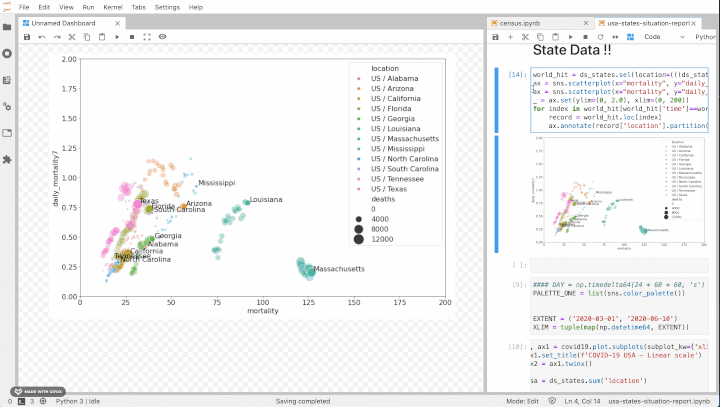 File Edit View Run Kernel Tabs Settings Help
Unnamed Dashboard
census.ipynb
usa-states-situation-report
Code
Python
State Data !!
2.00
1.75
1.50
1.25
1.00
0.75
0.50
0.25
0.00
daily_mortality7
0 25 50 75 100 125 150 175 200
mortality
Mississippi
Texas
Florida
South Carolina
Arizona
Louisiana
Georgia
Alabama
California
Tennessee
North Carolina
Massachusetts
location
US / Alabama
US / Arizona
US / California
US / Florida
US / Georgia
US / Louisiana
US / Massachusetts
US / Mississippi
US / North Carolina
US / South Carolina
US / Tennessee
US / Texas
deaths
0
4000
8000
12000
[14]:
world_hit = ds_states.sel(location=(((ds_stat
ax = sns.scatterplot(x="mortality", y="daily_
ax = sns.scatterplot(x="mortality", y="daily_
_ = ax.set(ylim=(0, 2.0), xlim=(0, 200))
for index in world_hit[world_hit['time']==wor
record = world_hit.loc[index]
ax.annotate(record['location'].partition(
[ ]:
[9]:
#### DAY = np.timedelta64(24 * 60 * 60, 's')
PALETTE_ONE = list(sns.color_palette())
EXTENT = ('2020-03-01', '2020-06-10')
XLIM = tuple(map(np.datetime64, EXTENT))
[10]:
, ax1 = covid19.plot.subplots(subplot_kw={'xli
x1.set_title(f'COVID-19 USA - Linear scale')
x2 = ax1.twinx()
sa = ds_states.sum('location')
MADE WITH GIFOX
0 3 Python 3 | Idle Saving completed Mode: Edit Ln 4, Col 14 usa-states-situation-report.ipynb